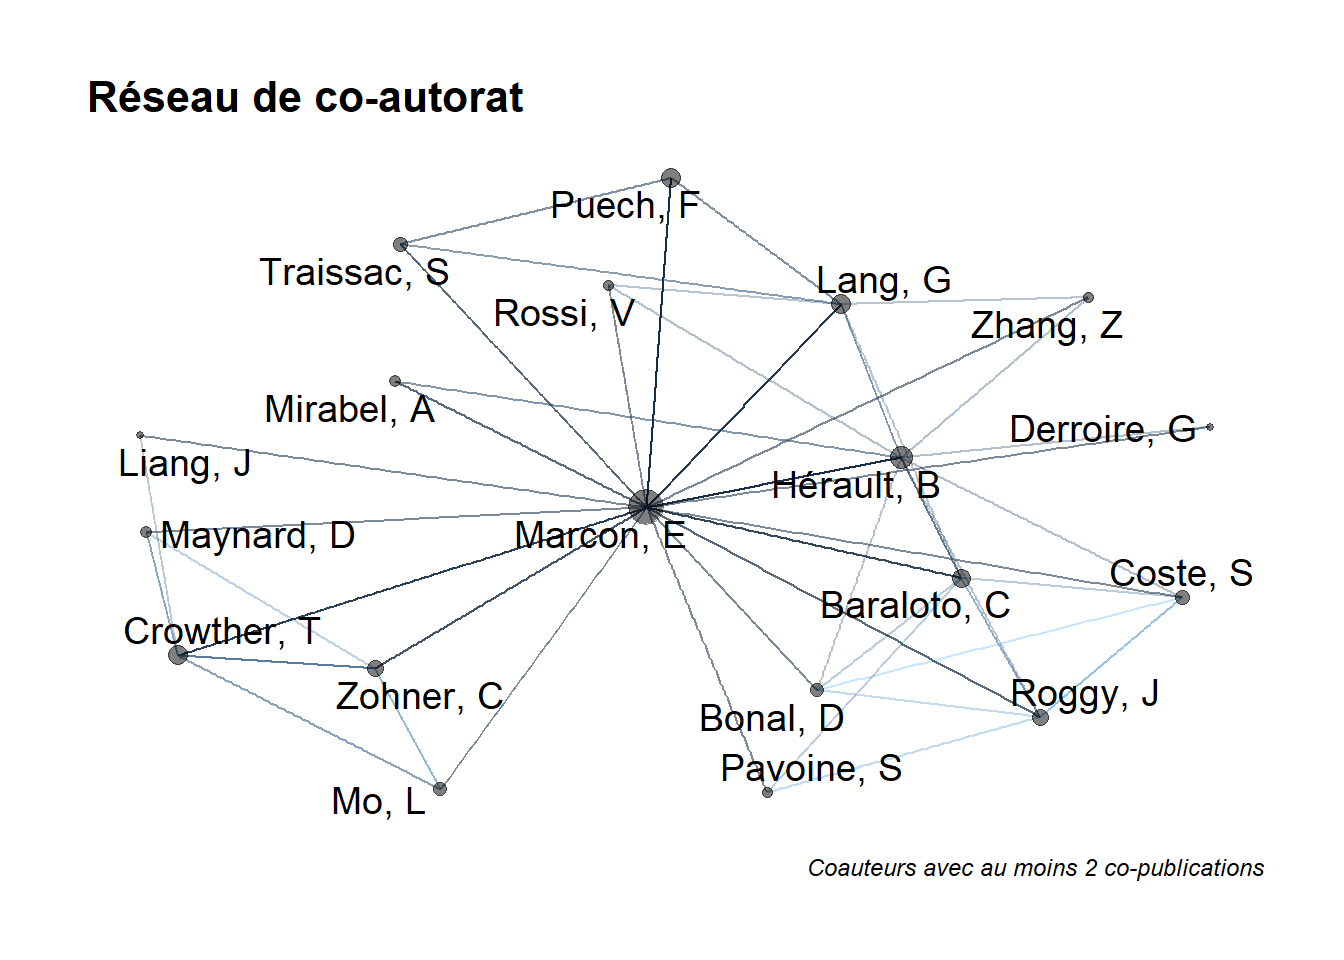 Réseau de co-autorat
Puech, F
Traissac, S
Lang, G
Rossi, V
Zhang, Z
Mirabel, A
Derroire, G
Liang, J
Hérault, B
Maynard, D
Marcon, E
Coste, S
Baraloto, C
Crowther, T
Zohner, C
Roggy, J
Bonal, D
Pavoine, S
Mo, L
Coauteurs avec au moins 2 co-publications